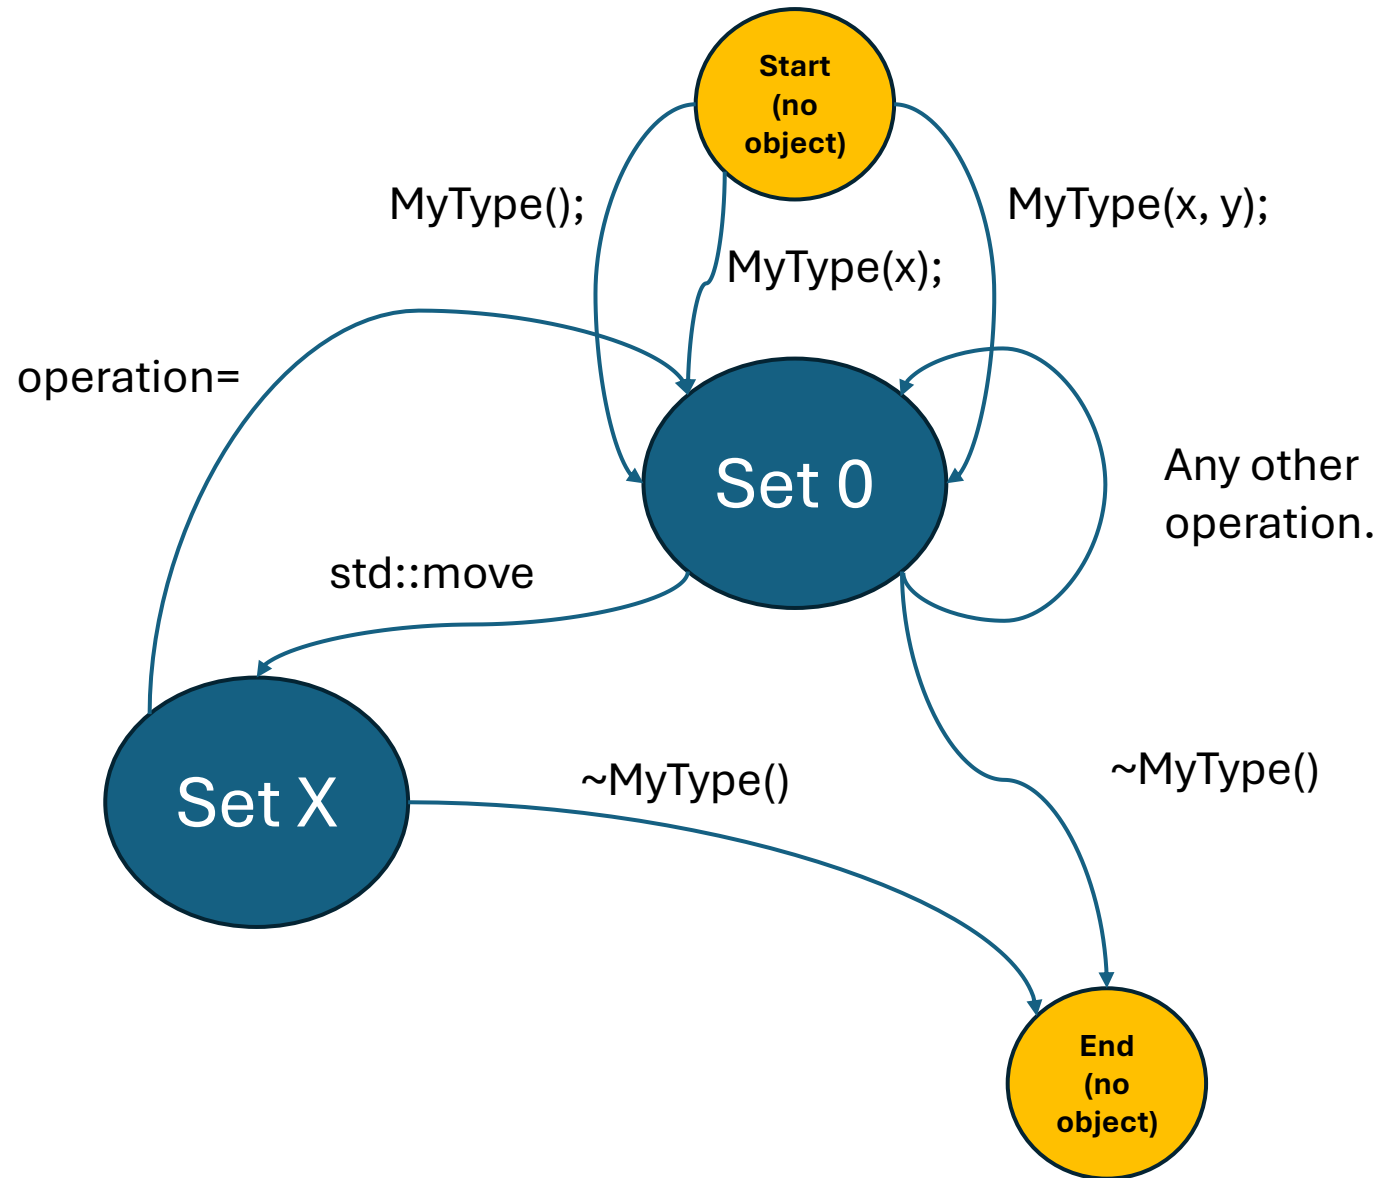 Start
(no
object)
MyType();
MyType(x, y);
MyType(x);
operation=
Set 0
Any other
operation.
std::move
Set X
~MyType()
~MyType()
End
(no
object)